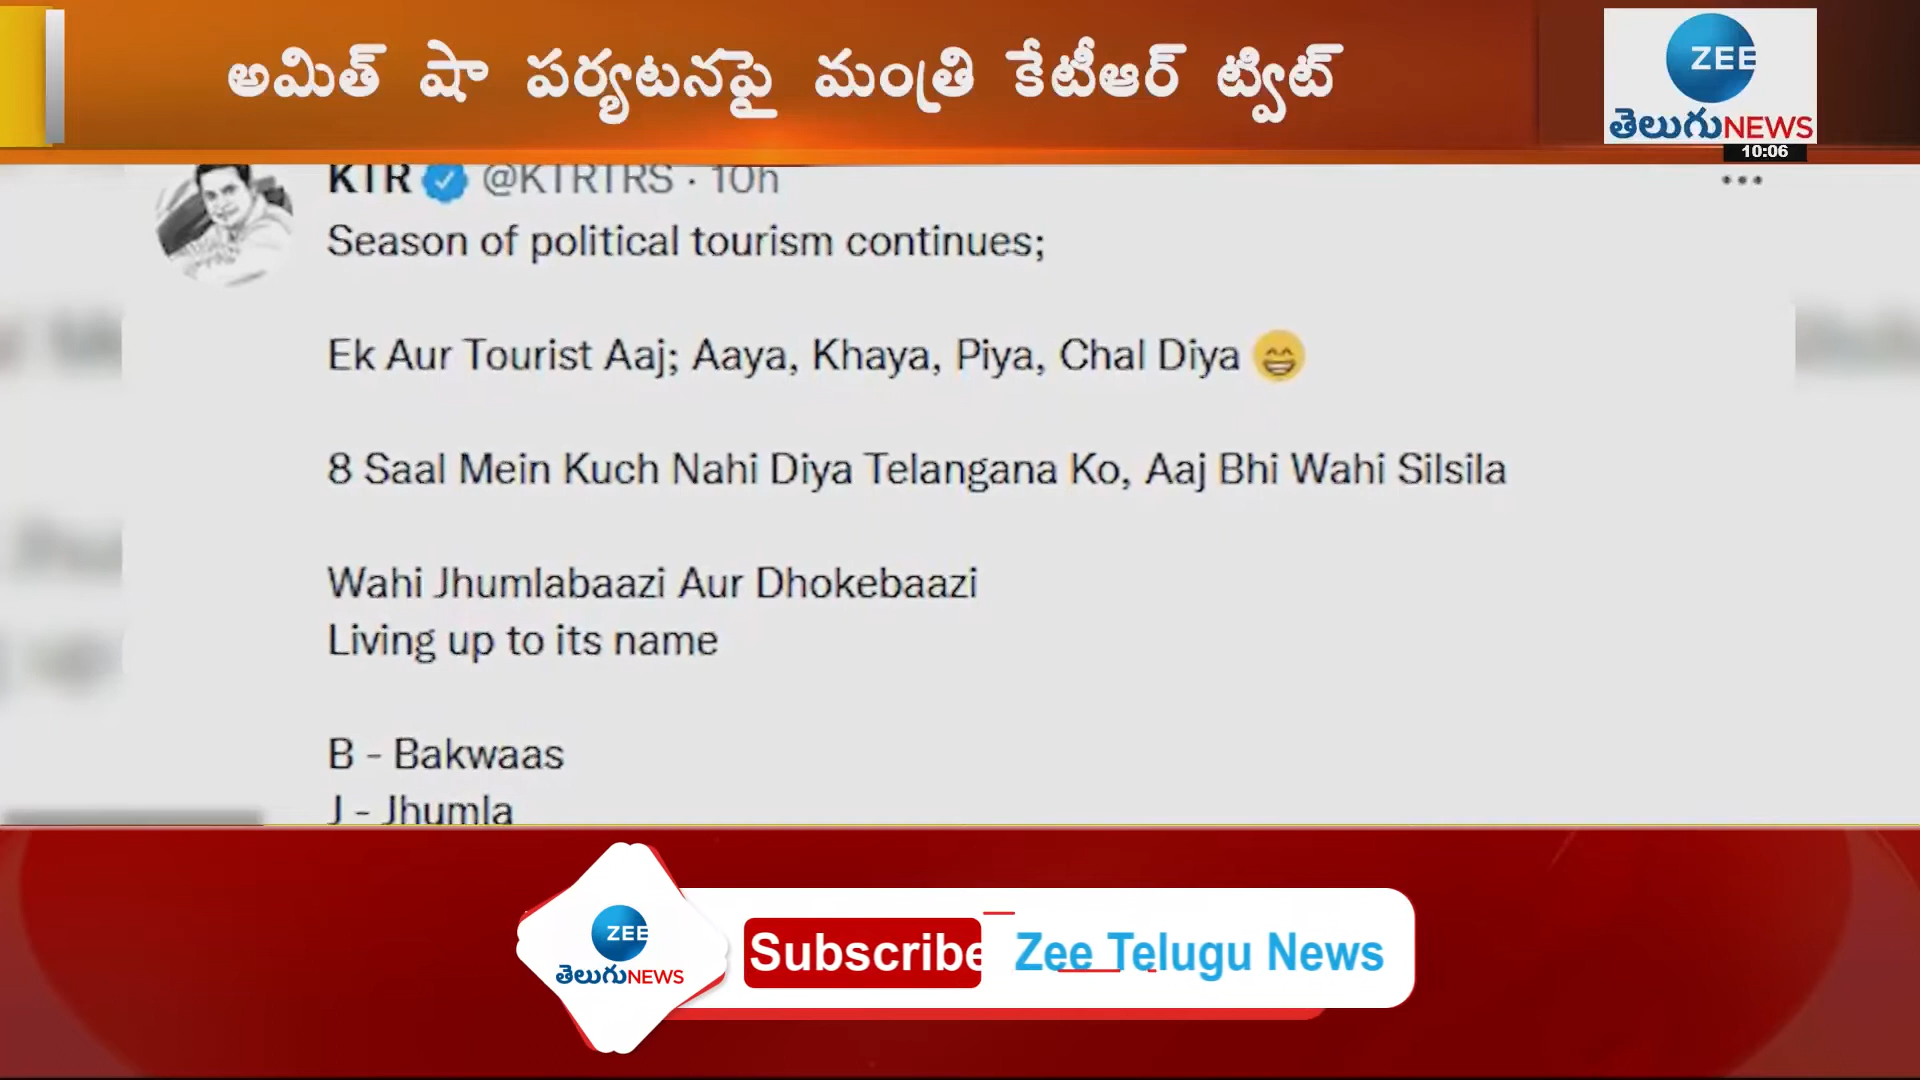 అమిత్ షా పర్యటనపై మంత్రి కేటీఆర్ ట్విట్
ZEE
తెలుగు NEWS
10:06
KTR @KTRTRS · 10h
Season of political tourism continues;
Ek Aur Tourist Aaj; Aaya, Khaya, Piya, Chal Diya 😁
8 Saal Mein Kuch Nahi Diya Telangana Ko, Aaj Bhi Wahi Silsila
Wahi Jhumlabaazi Aur Dhokebaazi
Living up to its name
B - Bakwaas
J - Jhumla
ZEE
తెలుగు NEWS
Subscribe Zee Telugu News